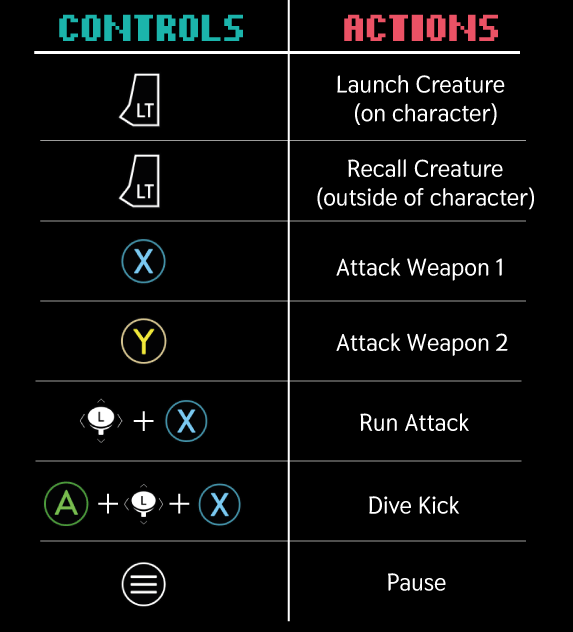 CONTROLS ACTIONS
LT Launch Creature
(on character)
LT Recall Creature
(outside of character)
X Attack Weapon 1
Y Attack Weapon 2
L + X Run Attack
A + L + X Dive Kick
Pause